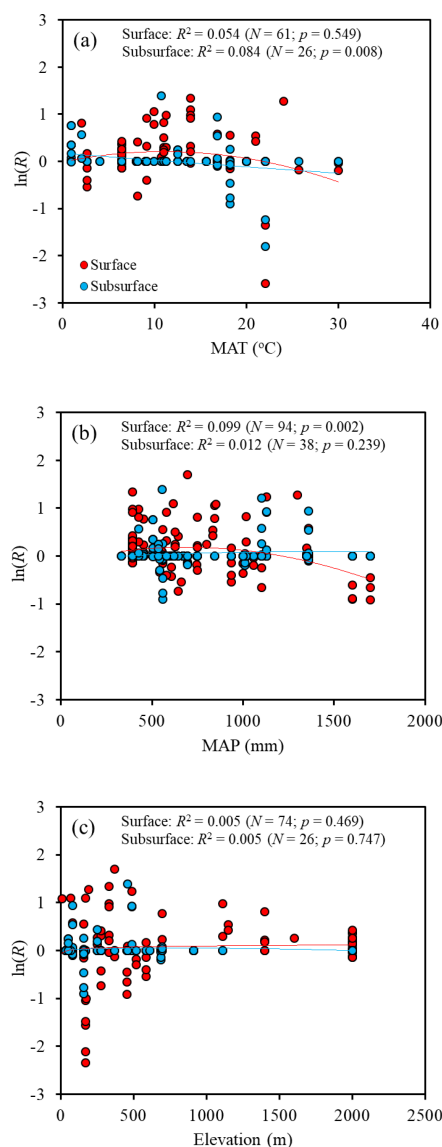 (a)
Surface: R² = 0.054 (N = 61; p = 0.549)
Subsurface: R² = 0.084 (N = 26; p = 0.008)
3
2
1
0
-1
-2
-3
ln(R)
Surface
Subsurface
0 10 20 30 40
MAT (°C)
(b)
Surface: R² = 0.099 (N = 94; p = 0.002)
Subsurface: R² = 0.012 (N = 38; p = 0.239)
3
2
1
0
-1
-2
-3
ln(R)
0 500 1000 1500 2000
MAP (mm)
(c)
Surface: R² = 0.005 (N = 74; p = 0.469)
Subsurface: R² = 0.005 (N = 26; p = 0.747)
3
2
1
0
-1
-2
-3
ln(R)
0 500 1000 1500 2000 2500
Elevation (m)